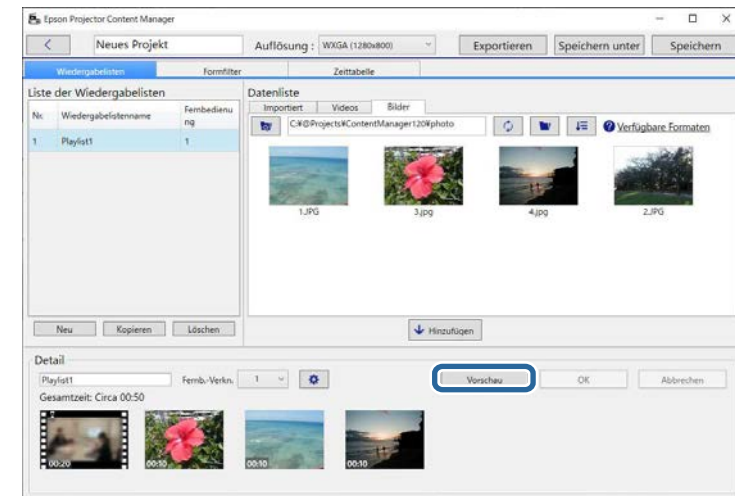 Epson Projector Content Manager
Neues Projekt
Auflösung : WXGA (1280x800)
Exportieren
Speichern unter
Speichern
Wiedergabelisten
Formfilter
Zeittabelle
Liste der Wiedergabelisten
Nr.
Wiedergabelistenname
Fernbedienu
ng
1
Playlist1
1
Datenliste
Importiert
Videos
Bilder
C:¥@Projects¥ContentManager120¥photo
Verfügbare Formaten
1.JPG
3.jpg
4.jpg
2.JPG
Neu
Kopieren
Löschen
Hinzufügen
Detail
Playlist1
Fernb.-Verkn.
1
Vorschau
OK
Abbrechen
Gesamtzeit: Circa 00:50
00:20
00:10
00:10
00:10